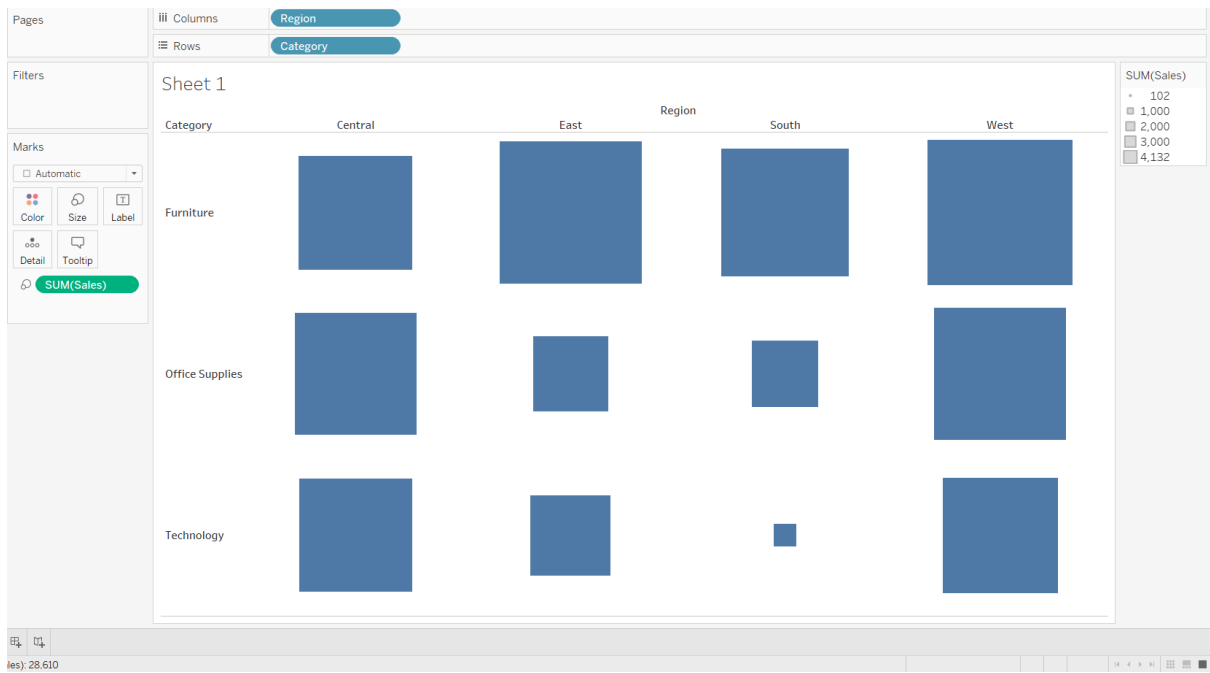 Pages
Columns Region
Rows Category
Filters
Marks
Automatic
Color Size Label
Detail Tooltip
SUM(Sales)
Sheet 1
Region
Category Central East South West
Furniture
Office Supplies
Technology
SUM(Sales)
102
1,000
2,000
3,000
4,132
les): 28.610